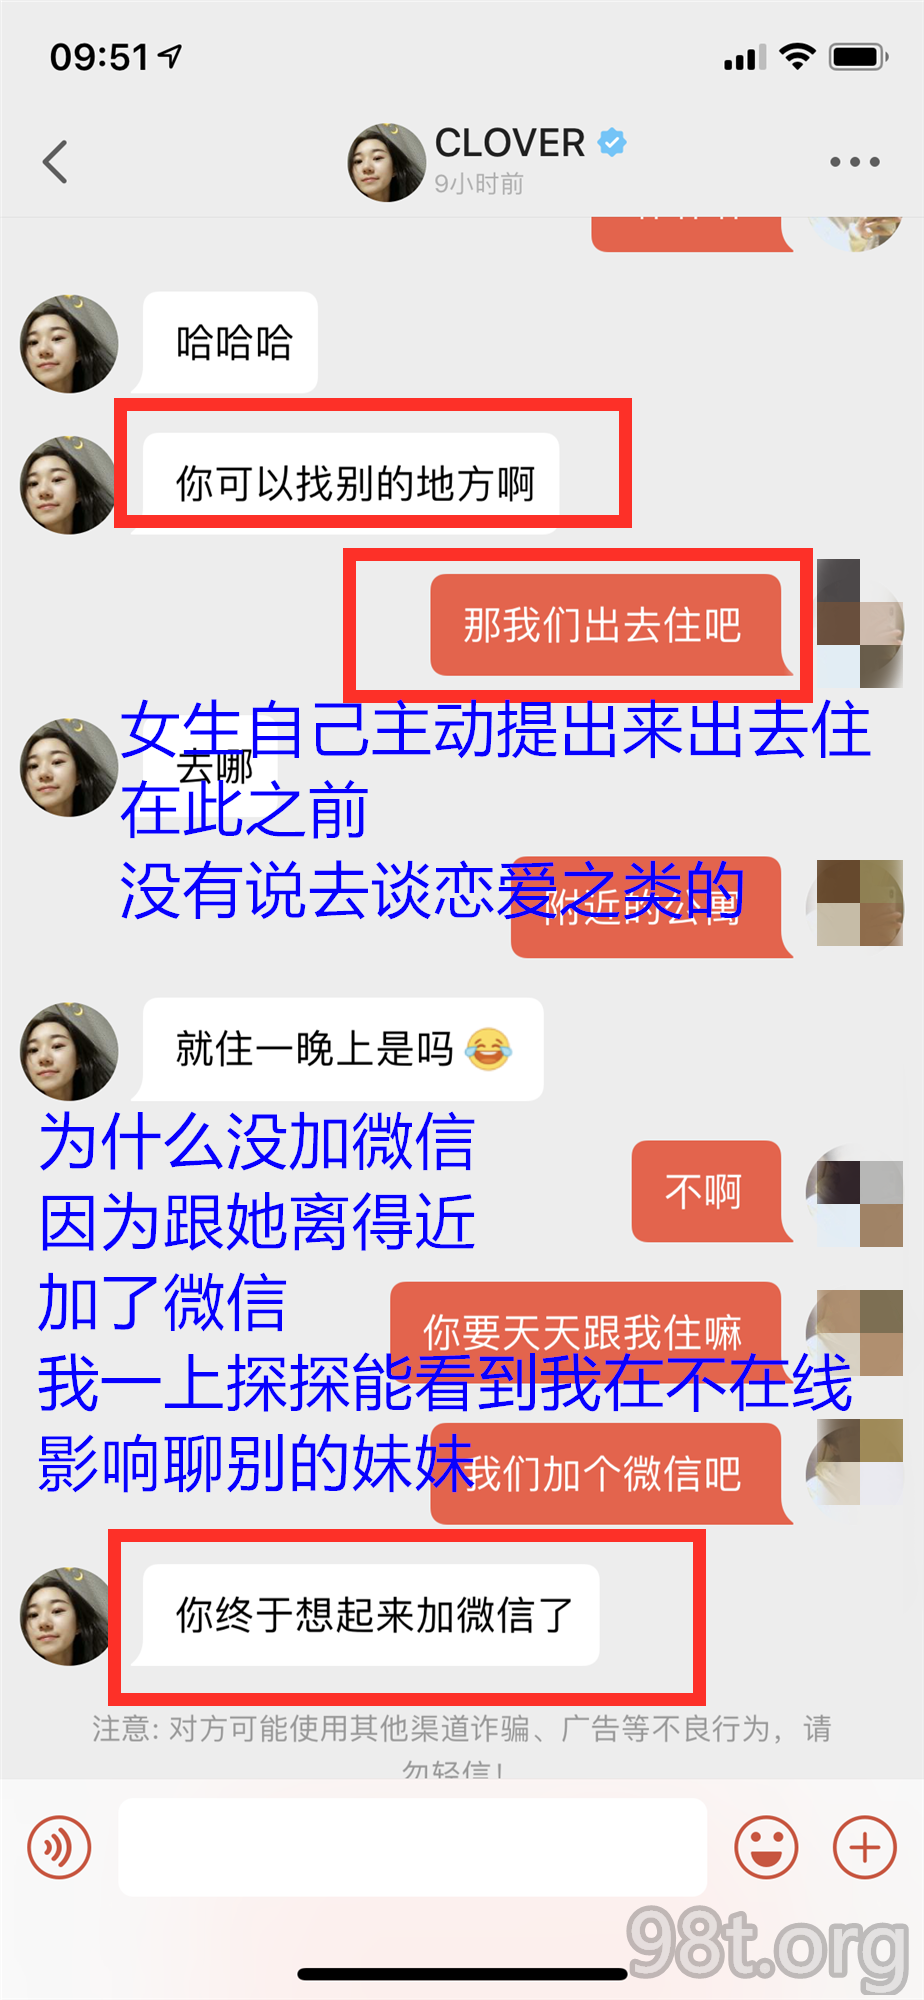 09:51
CLOVER
9小时前
哈哈哈
你可以找别的地方啊
那我们出去住吧
女生自己主动提出来出去住
去哪
在此之前
没有说去谈恋爱之类的
附近的公寓
就住一晚上是吗
为什么没加微信
不啊
因为跟她离得近
加了微信
你要天天跟我住嘛
我一上探探能看到我在不在线
影响聊别的妹妹
我们加个微信吧
你终于想起来加微信了
注意: 对方可能使用其他渠道诈骗、广告等不良行为，请
勿轻信!
98t.org